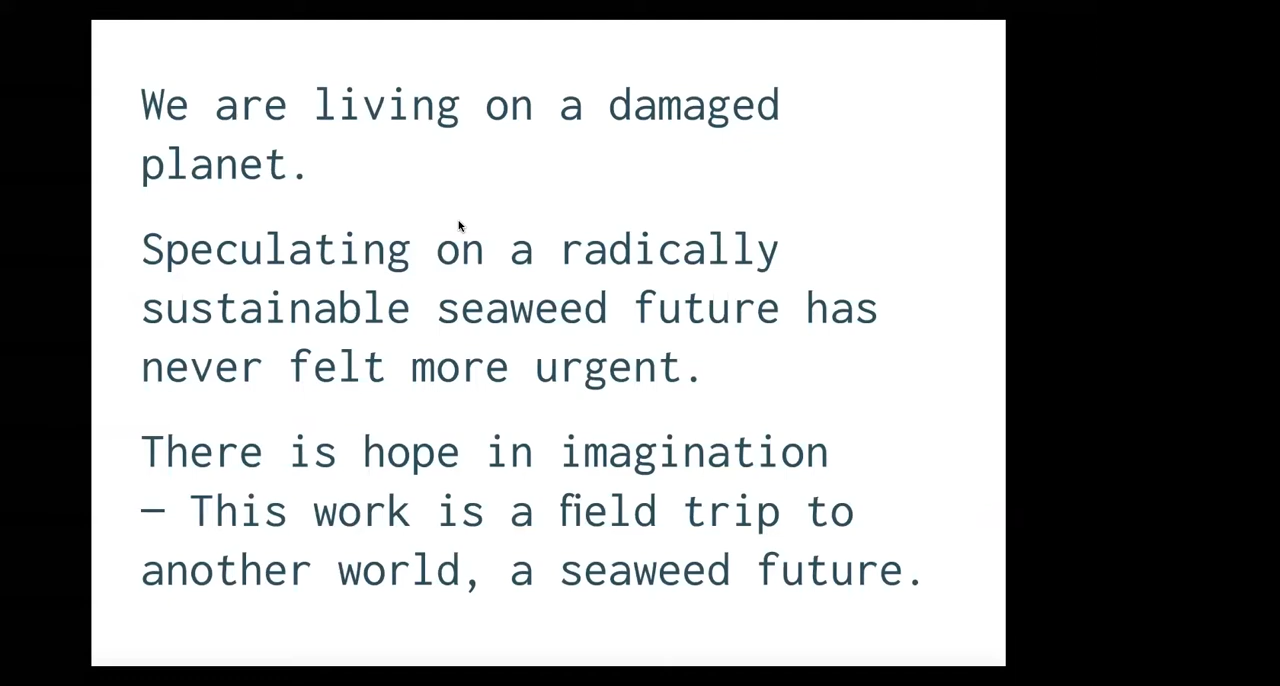 We are living on a damaged
planet.
Speculating on a radically
sustainable seaweed future has
never felt more urgent.
There is hope in imagination
— This work is a field trip to
another world, a seaweed future.